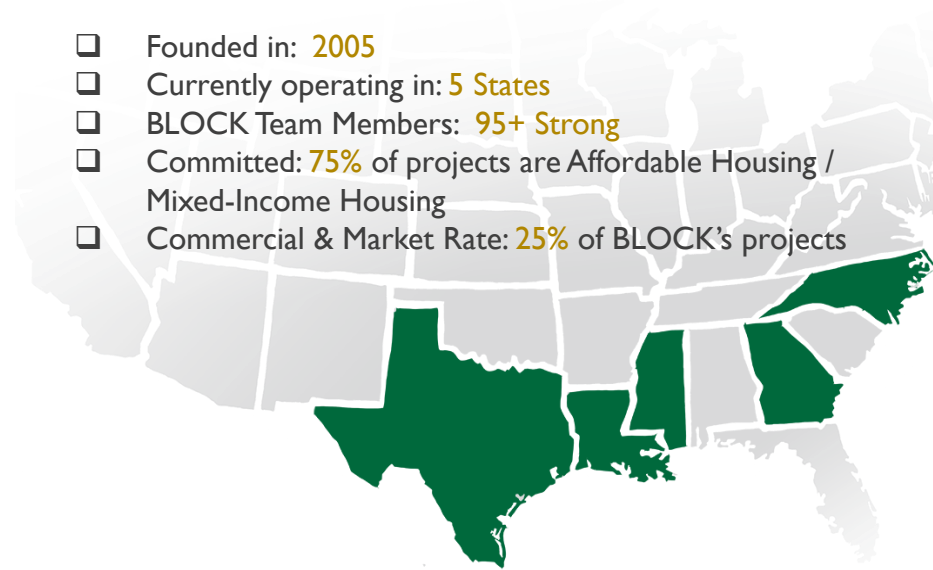 ❑ Founded in: 2005
❑ Currently operating in: 5 States
❑ BLOCK Team Members: 95+ Strong
❑ Committed: 75% of projects are Affordable Housing /
Mixed-Income Housing
❑ Commercial & Market Rate: 25% of BLOCK’s projects